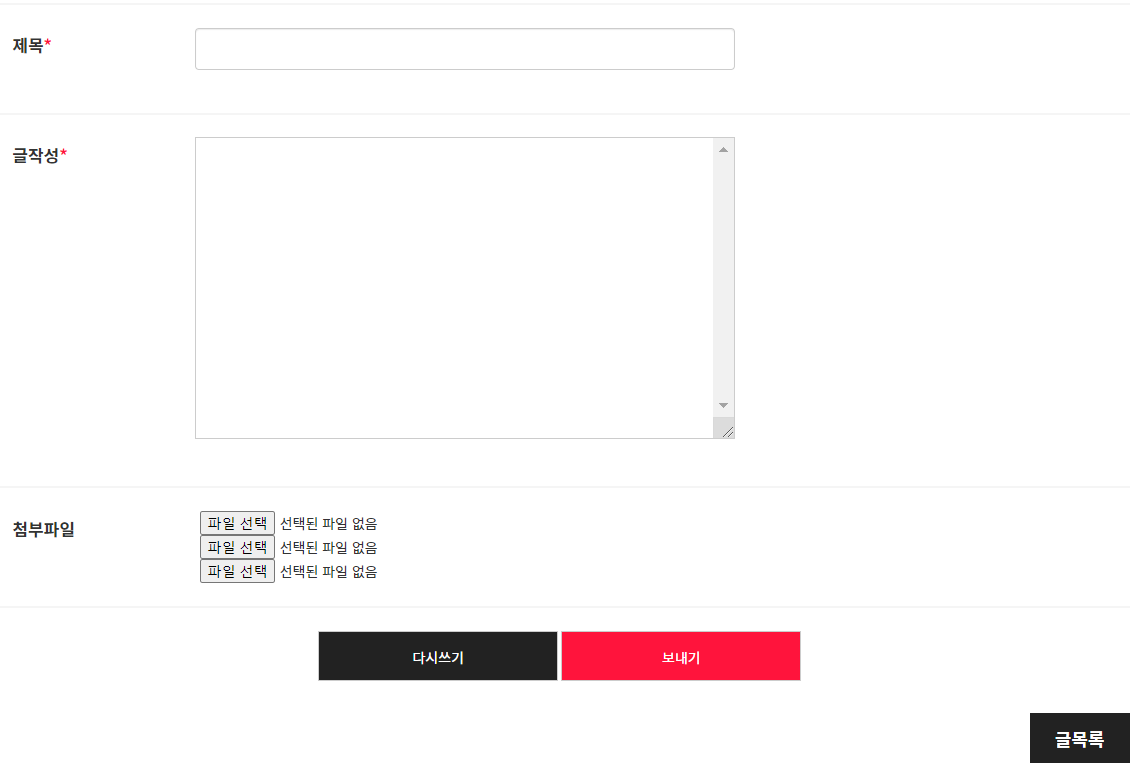 제목*
글작성*
첨부파일
파일 선택 선택된 파일 없음
파일 선택 선택된 파일 없음
파일 선택 선택된 파일 없음
다시쓰기 보내기
글목록